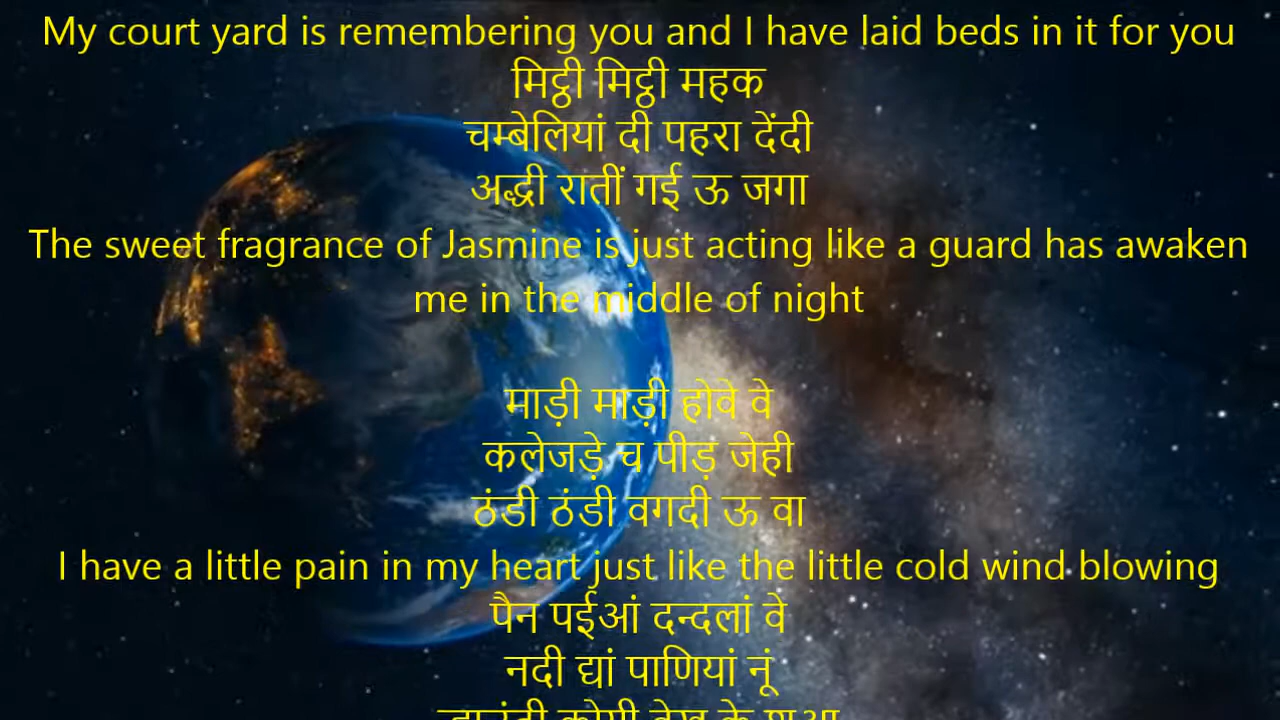 My court yard is remembering you and I have laid beds in it for you
मिट्ठी मिट्ठी महक
चम्बेलियां दी पहरा देंदी
अद्धी रातीं गई ऊ जगा
The sweet fragrance of Jasmine is just acting like a guard has awaken
me in the middle of night
माड़ी माड़ी होवे वे
कलेजड़े च पीड़ जेही
ठंडी ठंडी वगदी ऊ वा
I have a little pain in my heart just like the little cold wind blowing
पैन पईआं दन्दलां वे
नदी द्यां पाणियां नूं